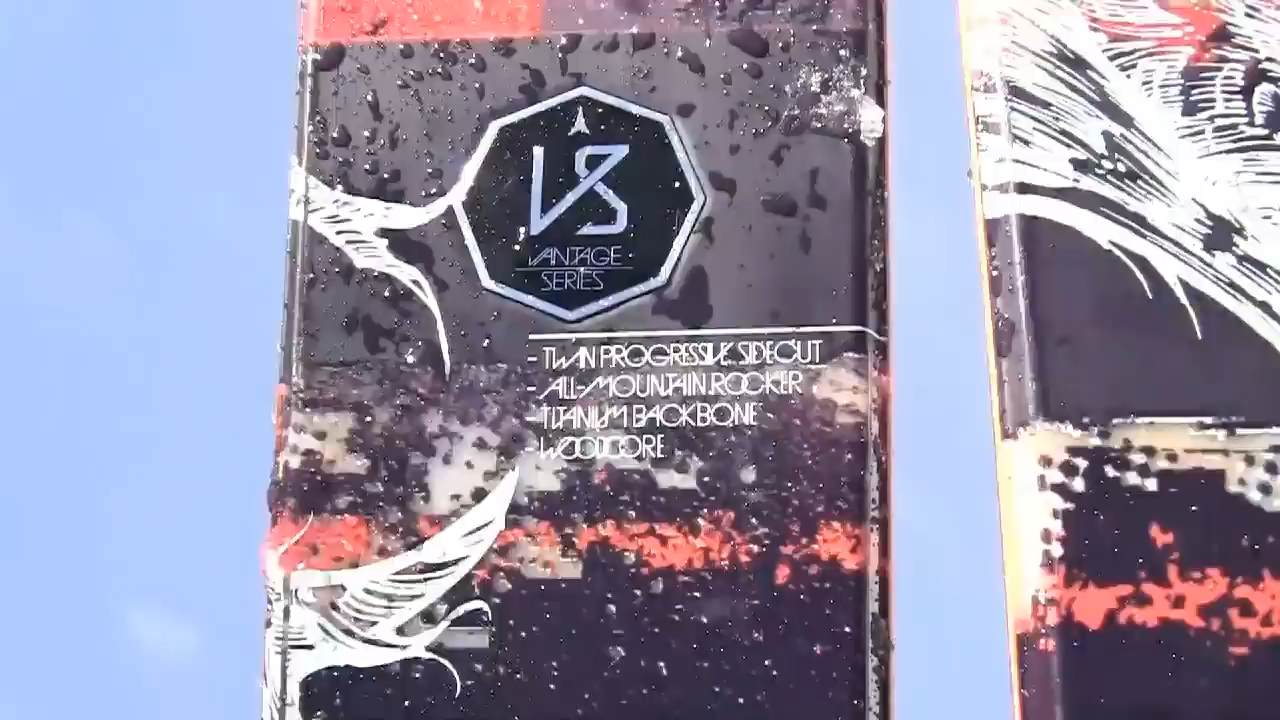 VS
VANTAGE
SERIES
- TWIN PROGRESSIVE SIDECUT
- ALL-MOUNTAIN ROCKER
- TITANIUM BACKBONE
- WOODCORE